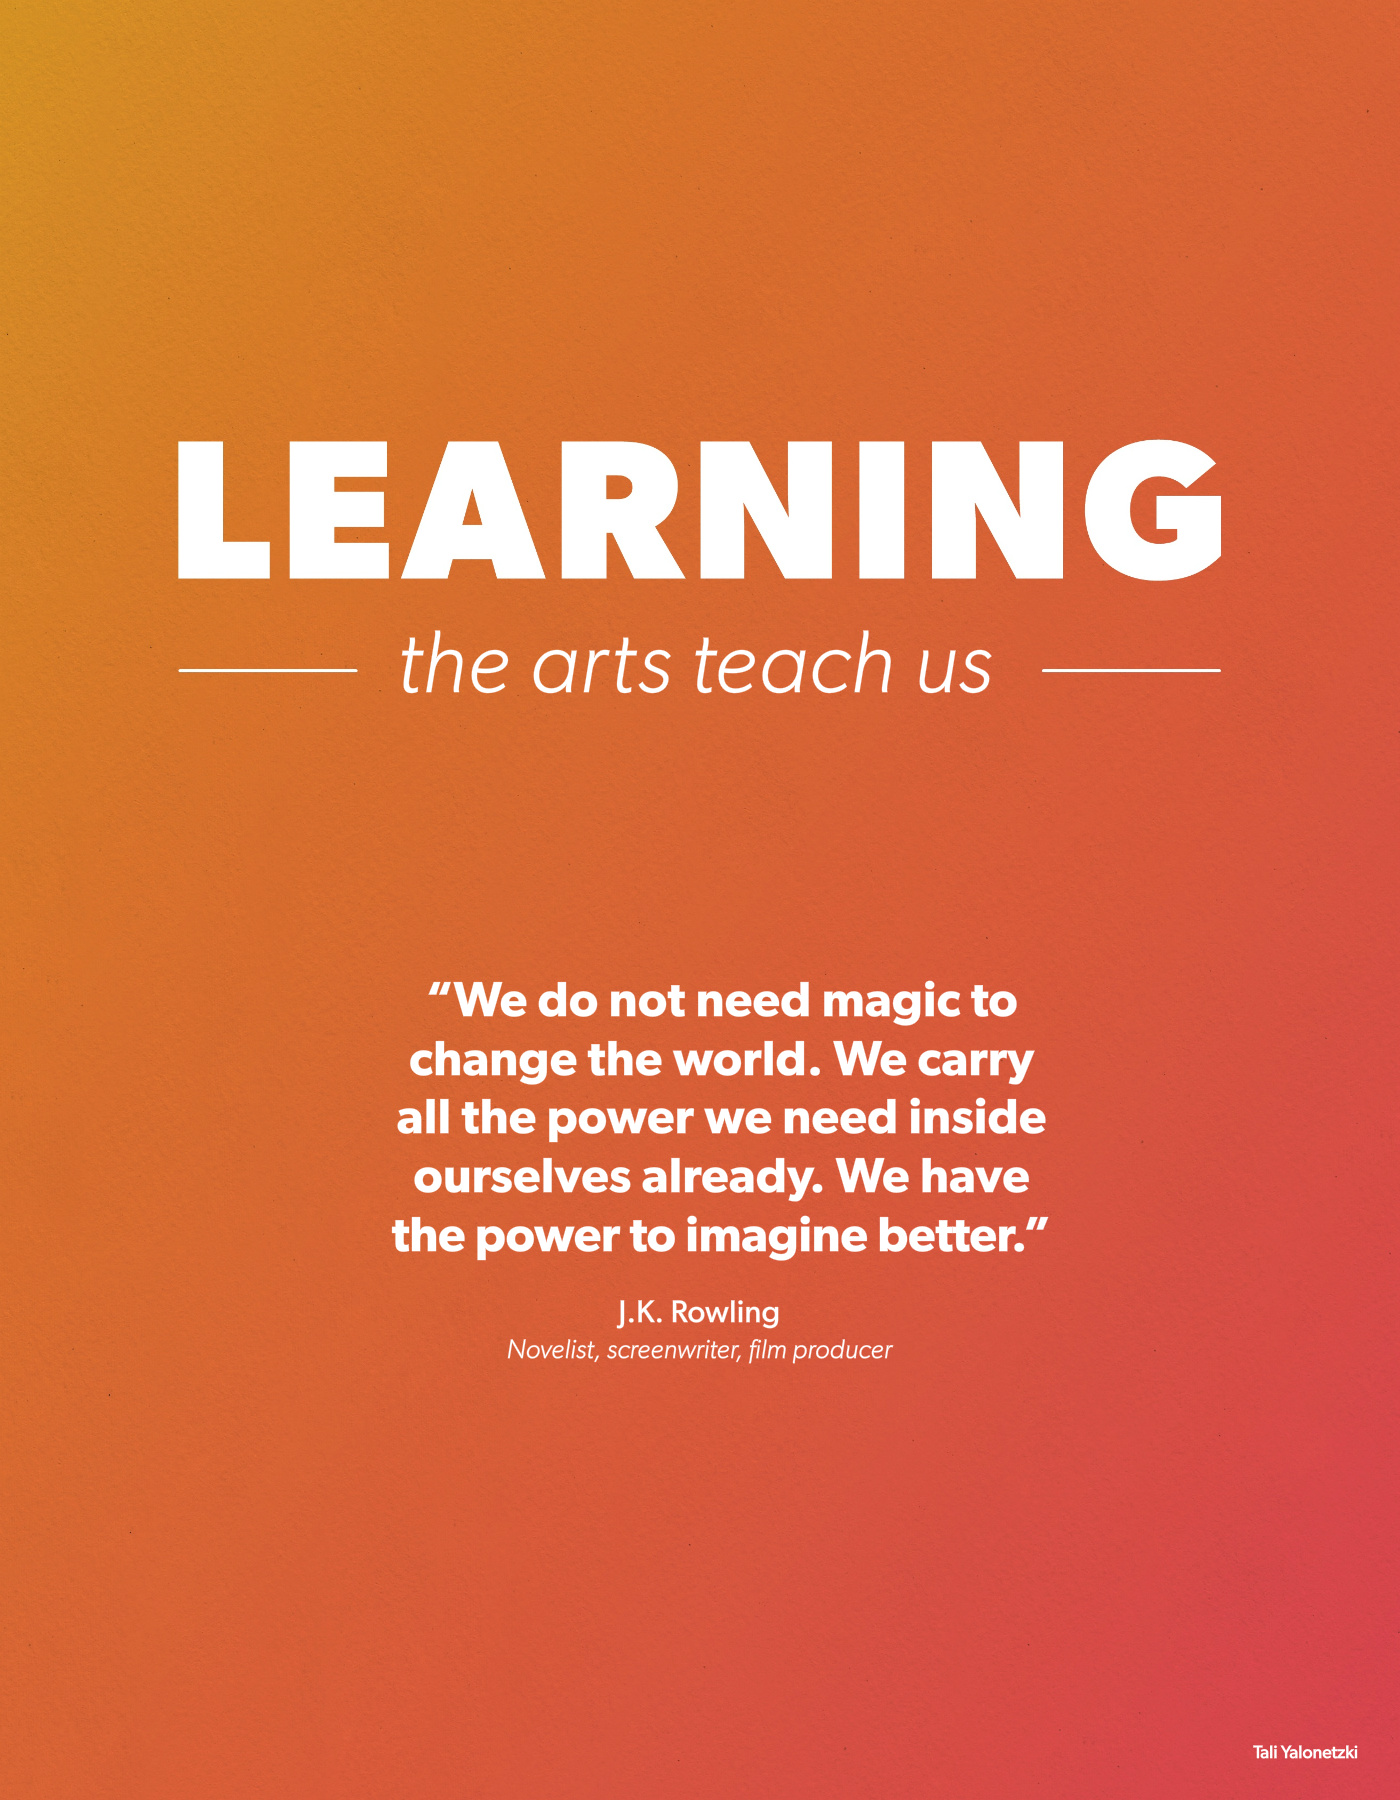 LEARNING
the arts teach us
“We do not need magic to
change the world. We carry
all the power we need inside
ourselves already. We have
the power to imagine better.”
J.K. Rowling
Novelist, screenwriter, film producer
Tali Yalonetzki